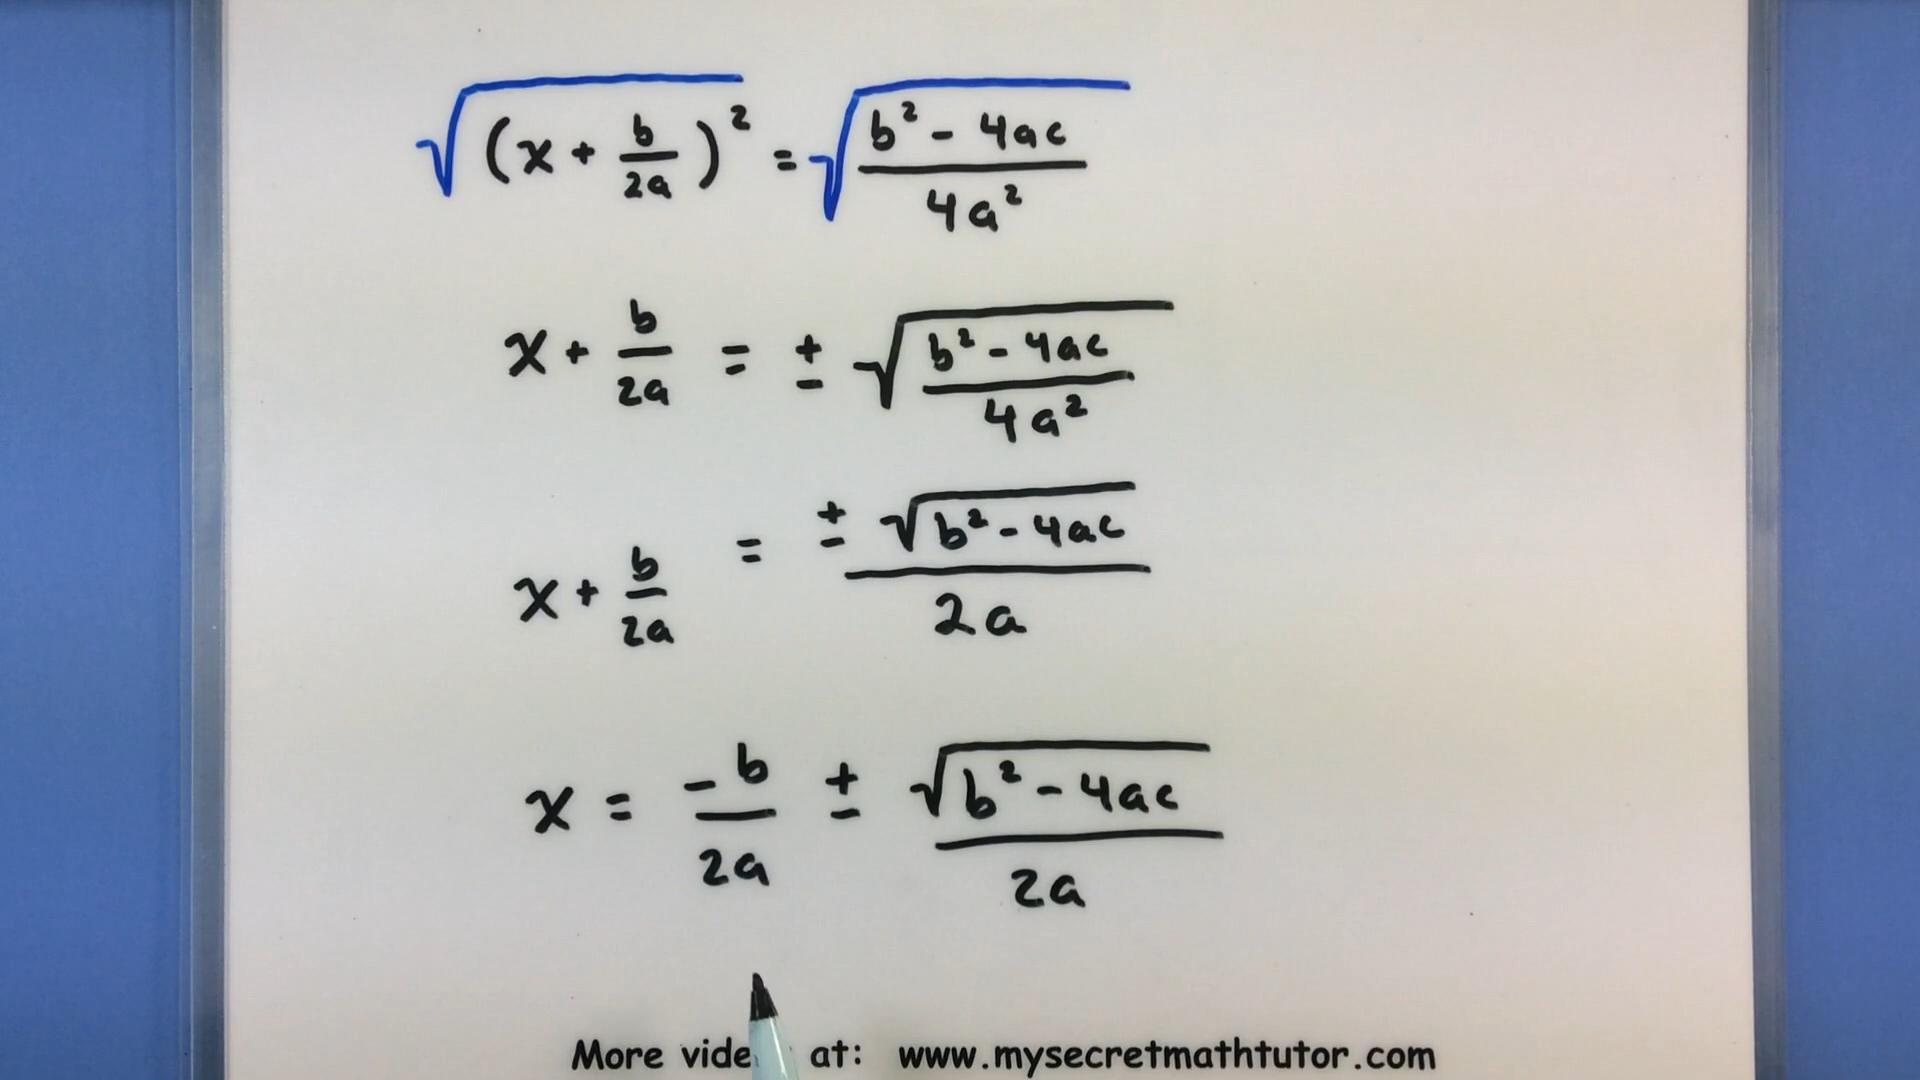 √(x + b/2a)² = √((b² - 4ac)/4a²)
x + b/2a = ± √((b² - 4ac)/4a²)
x + b/2a = ± √(b² - 4ac)/2a
x = -b/2a ± √(b² - 4ac)/2a
More at: www.mysecretmathtutor.com